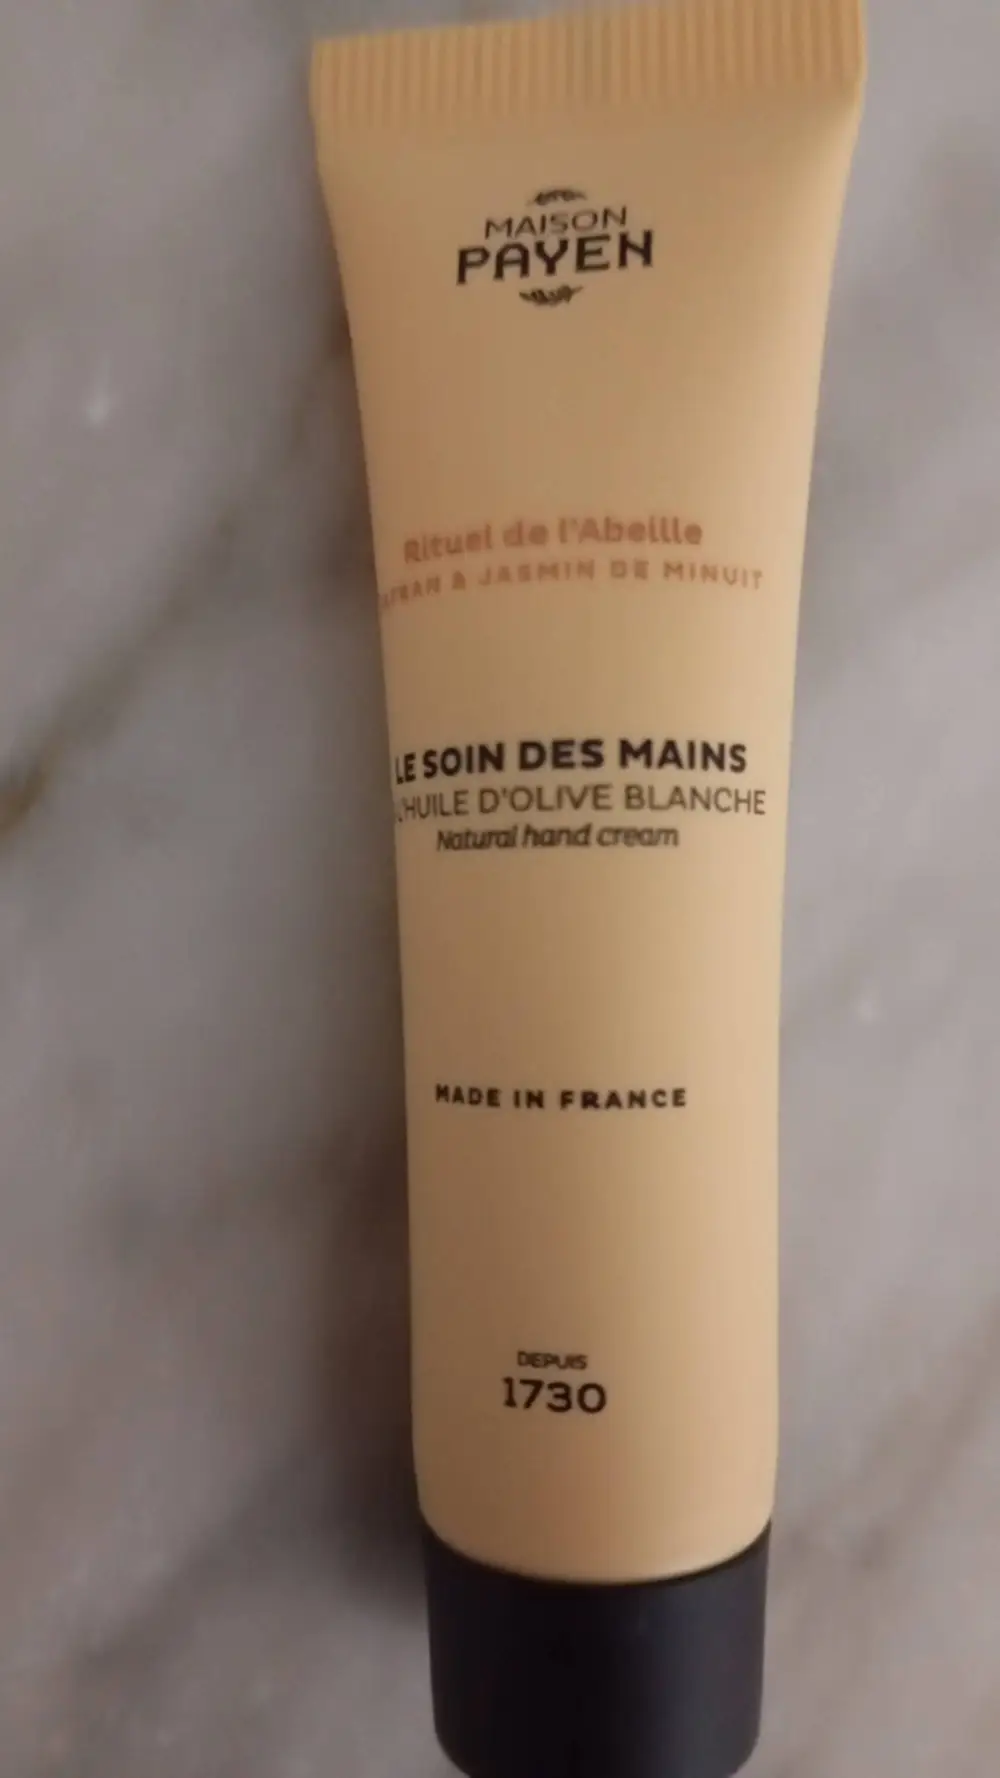 MAISON
PAYEN
Rituel de l'Abeille
& JASMIN DE MINUIT
LE SOIN DES MAINS
L'HUILE D'OLIVE BLANCHE
Natural hand cream
MADE IN FRANCE
DEPUIS
1730